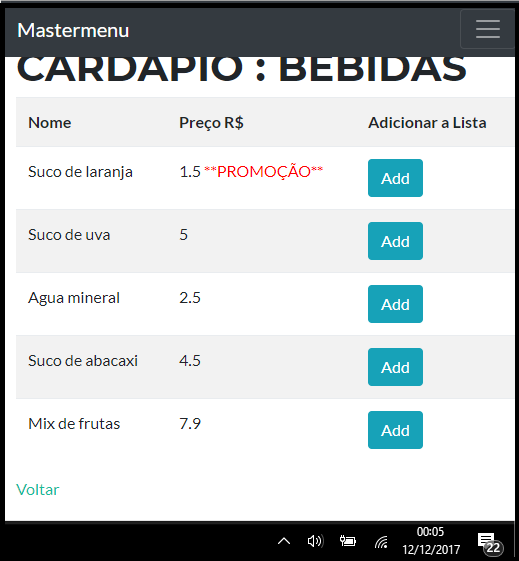 Mastermenu
CARDAPIO : BEBIDAS
Nome Preço R$ Adicionar a Lista
Suco de laranja 1.5 **PROMOÇÃO** Add
Suco de uva 5 Add
Agua mineral 2.5 Add
Suco de abacaxi 4.5 Add
Mix de frutas 7.9 Add
Voltar
00:05
12/12/2017
22